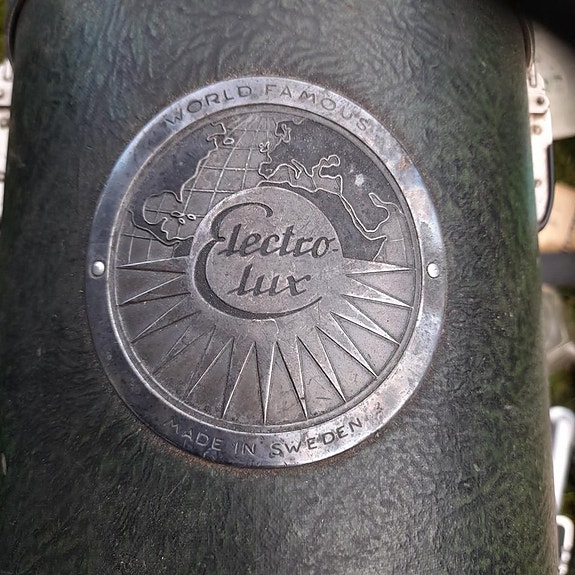 WORLD FAMOUS
Electro-
lux
MADE IN SWEDEN